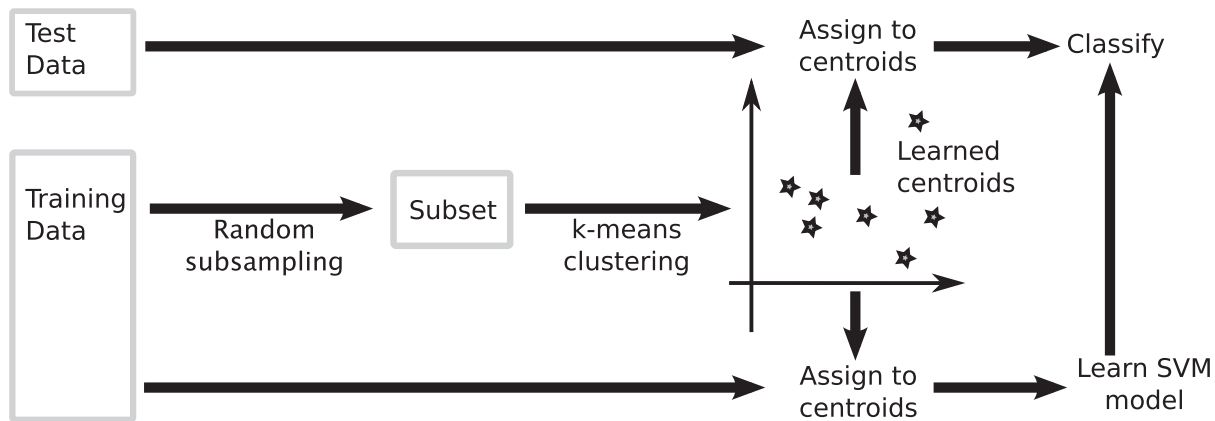 Test
Data
Assign to
centroids
Classify
Learned
centroids
Training
Data
Random
subsampling
Subset
k-means
clustering
Assign to
centroids
Learn SVM
model